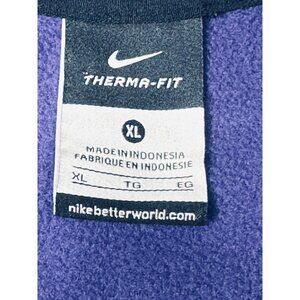 THERMA-FIT
XL
MADE IN INDONESIA
FABRIQUE EN INDONESIE
XL TG EG
nikebetterworld.com